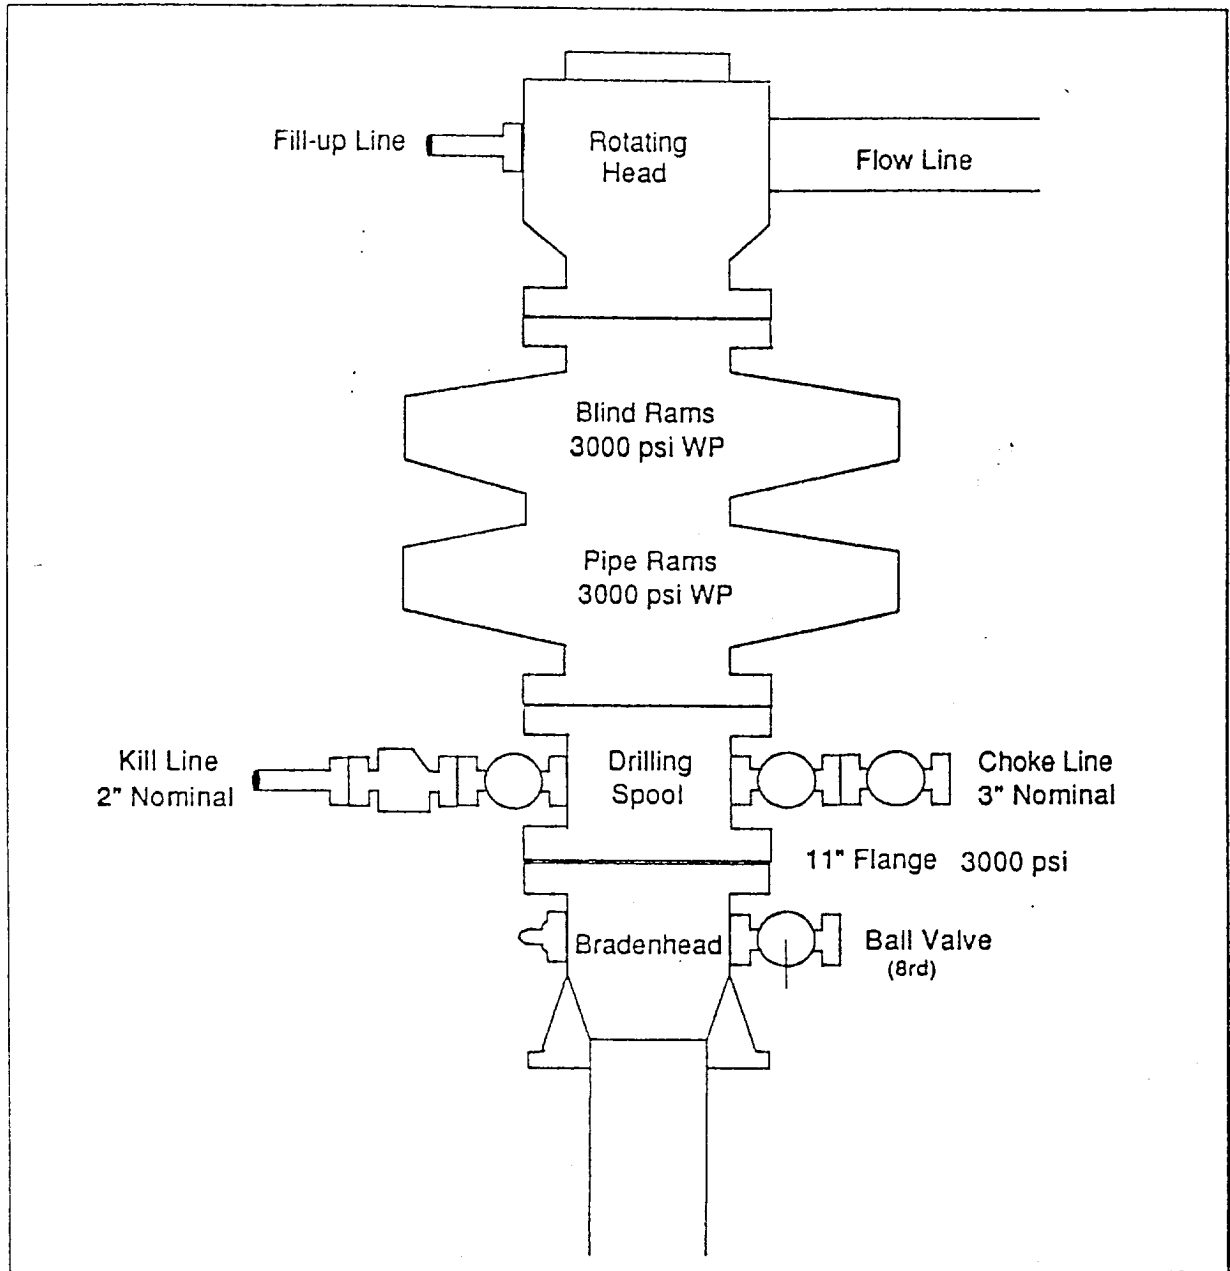 Fill-up Line
Rotating
Head
Flow Line
Blind Rams
3000 psi WP
Pipe Rams
3000 psi WP
Kill Line
2" Nominal
Drilling
Spool
Choke Line
3" Nominal
11" Flange 3000 psi
Bradenhead
Ball Valve
(8rd)